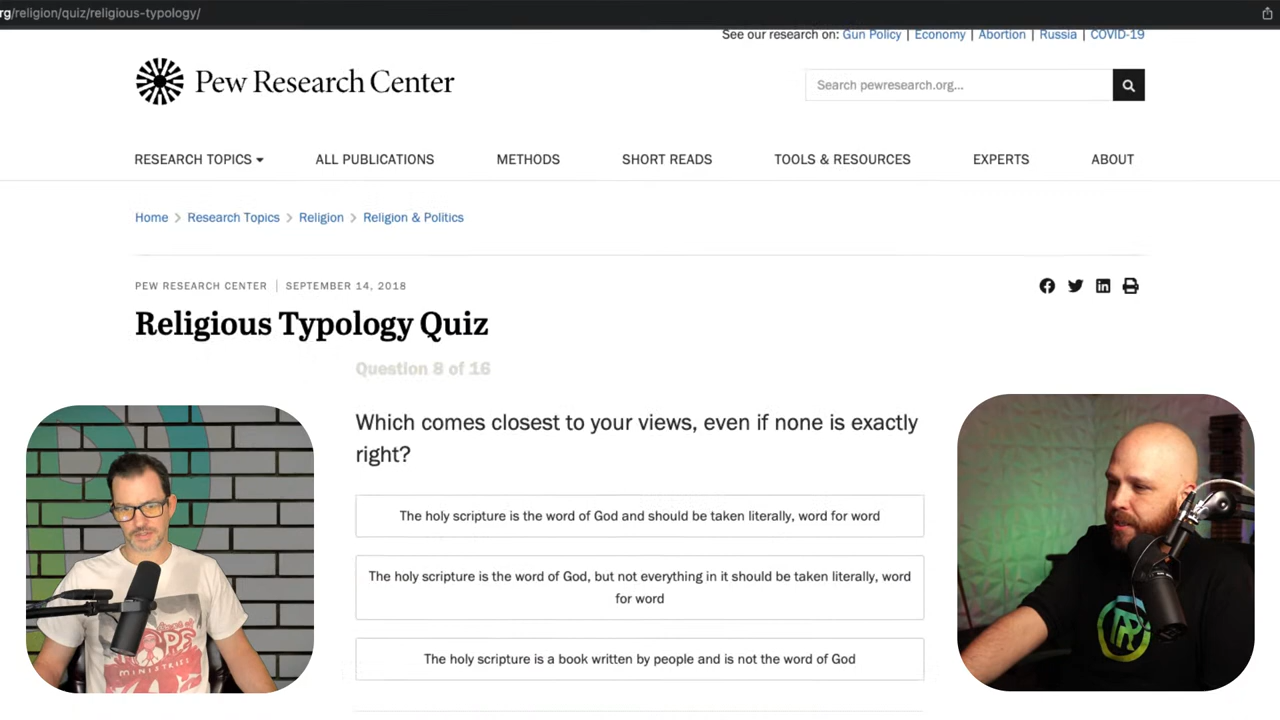 rg/religion/quiz/religious-typology/
See our research on: Gun Policy | Economy | Abortion | Russia | COVID-19
Pew Research Center
Search pewresearch.org...
RESEARCH TOPICS
ALL PUBLICATIONS
METHODS
SHORT READS
TOOLS & RESOURCES
EXPERTS
ABOUT
Home > Research Topics > Religion > Religion & Politics
PEW RESEARCH CENTER | SEPTEMBER 14, 2018
Religious Typology Quiz
Question 8 of 16
Which comes closest to your views, even if none is exactly
right?
The holy scripture is the word of God and should be taken literally, word for word
The holy scripture is the word of God, but not everything in it should be taken literally, word
for word
The holy scripture is a book written by people and is not the word of God
MINISTRIES